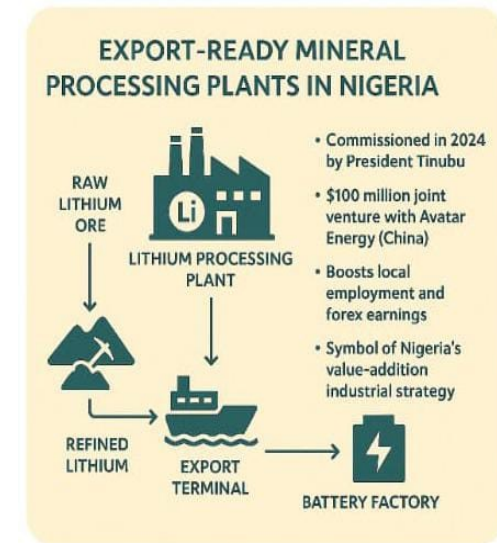 EXPORT-READY MINERAL
PROCESSING PLANTS IN NIGERIA
RAW
LITHIUM
ORE
Li
LITHIUM PROCESSING
PLANT
• Commissioned in 2024
by President Tinubu
• $100 million joint
venture with Avatar
Energy (China)
• Boosts local
employment and
forex earnings
• Symbol of Nigeria's
value-addition
industrial strategy
REFINED
LITHIUM
EXPORT
TERMINAL
BATTERY FACTORY